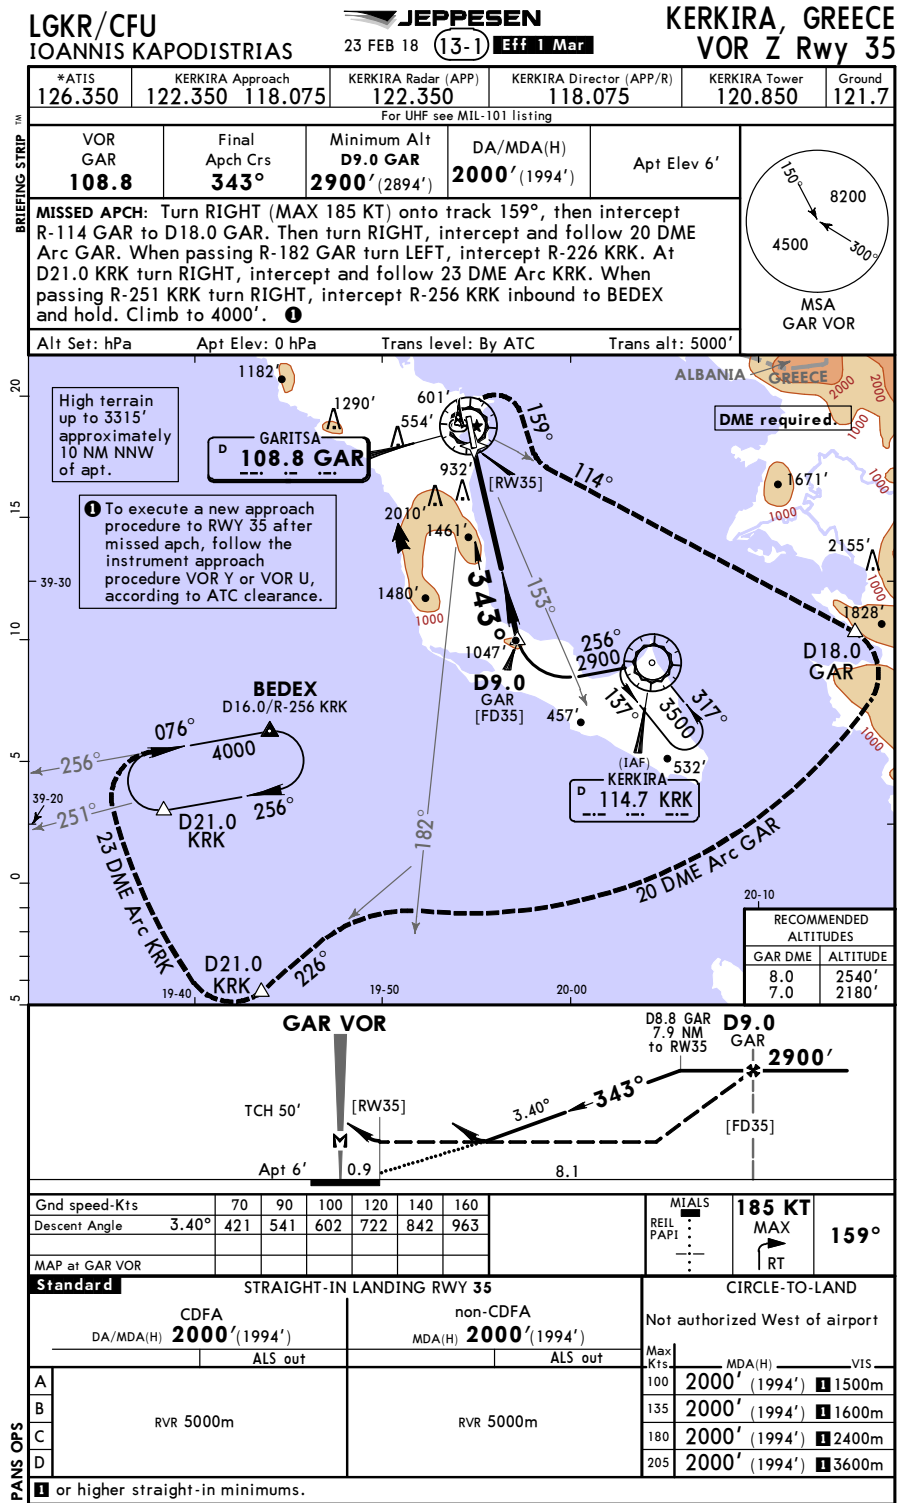 LGKR/CFU
IOANNIS KAPODISTRIAS
JEPPESEN
23 FEB 18 13-1 Eff 1 Mar
KERKIRA, GREECE
VOR Z Rwy 35
*ATIS
126.350
KERKIRA Approach
122.350 118.075
KERKIRA Radar (APP)
122.350
KERKIRA Director (APP/R)
118.075
KERKIRA Tower
120.850
Ground
121.7
For UHF see MIL-101 listing
BRIEFING STRIP TM
VOR
GAR
108.8
Final
Apch Crs
343°
Minimum Alt
D9.0 GAR
2900' (2894')
DA/MDA(H)
2000' (1994')
Apt Elev 6'
MISSED APCH: Turn RIGHT (MAX 185 KT) onto track 159°, then intercept
R-114 GAR to D18.0 GAR. Then turn RIGHT, intercept and follow 20 DME
Arc GAR. When passing R-182 GAR turn LEFT, intercept R-226 KRK. At
D21.0 KRK turn RIGHT, intercept and follow 23 DME Arc KRK. When
passing R-251 KRK turn RIGHT, intercept R-256 KRK inbound to BEDEX
and hold. Climb to 4000'. 1
Alt Set: hPa Apt Elev: 0 hPa Trans level: By ATC Trans alt: 5000'
150°
8200
4500
300°
MSA
GAR VOR
20
15
10
5
0
5
High terrain
up to 3315'
approximately
10 NM NNW
of apt.
1182'
1290'
554'
601'
GARITSA
D 108.8 GAR
932'
[RW35]
159°
114°
ALBANIA
GREECE
2000
2000
1000
1000
1000
1000
DME required.
1671'
2155'
1828'
1 To execute a new approach
procedure to RWY 35 after
missed apch, follow the
instrument approach
procedure VOR Y or VOR U,
according to ATC clearance.
39-30
2010'
1461'
1480'
1000
343°
153°
1047'
D9.0
GAR
[FD35]
256°
2900
137°
3500
317°
457'
532'
(IAF)
KERKIRA
D 114.7 KRK
D18.0
GAR
1000
BEDEX
D16.0/R-256 KRK
076°
4000
256°
256°
251°
39-20
D21.0
KRK
23 DME Arc KRK
182°
20 DME Arc GAR
D21.0
KRK
226°
19-40
19-50
20-00
20-10
RECOMMENDED
ALTITUDES
GAR DME ALTITUDE
8.0 2540'
7.0 2180'
GAR VOR
D8.8 GAR
7.9 NM
to RW35
D9.0
GAR
2900'
TCH 50'
[RW35]
3.40°
343°
[FD35]
M
Apt 6'
0.9
8.1
Gnd speed-Kts 70 90 100 120 140 160
Descent Angle 3.40° 421 541 602 722 842 963
MAP at GAR VOR
MIALS
REIL
PAPI
185 KT
MAX
RT
159°
Standard STRAIGHT-IN LANDING RWY 35
CDFA
DA/MDA(H) 2000' (1994')
ALS out
non-CDFA
MDA(H) 2000' (1994')
ALS out
CIRCLE-TO-LAND
Not authorized West of airport
Max
Kts MDA(H) VIS
A
B
C
D
RVR 5000m
RVR 5000m
100 2000' (1994') 1 1500m
135 2000' (1994') 1 1600m
180 2000' (1994') 1 2400m
205 2000' (1994') 1 3600m
1 or higher straight-in minimums.
PANS OPS